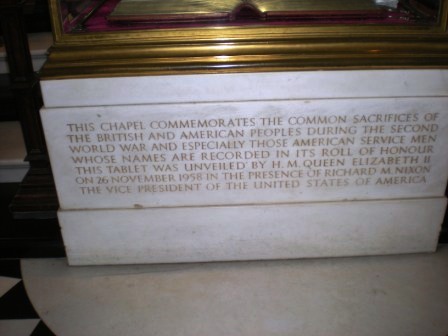 THIS CHAPEL COMMEMORATES THE COMMON SACRIFICES OF
THE BRITISH AND AMERICAN PEOPLES DURING THE SECOND
WORLD WAR AND ESPECIALLY THOSE AMERICAN SERVICE MEN
WHOSE NAMES ARE RECORDED IN ITS ROLL OF HONOUR
THIS TABLET WAS UNVEILED BY H.M. QUEEN ELIZABETH II
ON 26 NOVEMBER 1958 IN THE PRESENCE OF RICHARD M. NIXON
THE VICE PRESIDENT OF THE UNITED STATES OF AMERICA